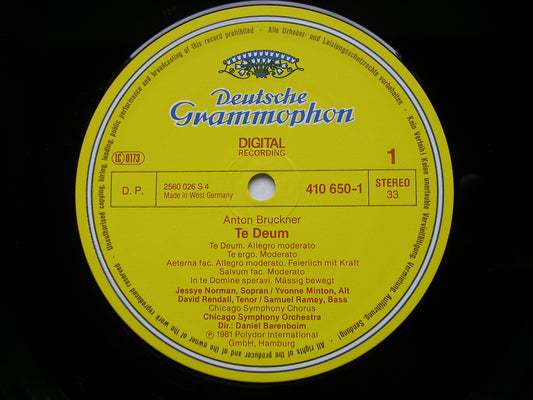 Deutsche
Grammophon
DIGITAL
RECORDING
LC 0173
1
D. P.
2560 026 S 4
Made in West Germany
410 650-1
STEREO
33
Anton Bruckner
Te Deum
Te Deum. Allegro moderato
Te ergo. Moderato
Aeterna fac. Allegro moderato. Feierlich mit Kraft
Salvum fac. Moderato
In te Domine speravi. Mässig bewegt
Jessye Norman, Sopran / Yvonne Minton, Alt
David Rendall, Tenor / Samuel Ramey, Bass
Chicago Symphony Chorus
Chicago Symphony Orchestra
Dir.: Daniel Barenboim
℗ 1981 Polydor International
GmbH, Hamburg
Alle Urheber- und Leistungsschutzrechte vorbehalten · Kein Verleih! Keine unerlaubte Vervielfältigung, Vermietung, Aufführung, Sendung!
All rights of the producer and of the owner of the work reproduced reserved · Unauthorised copying, hiring, lending, public performance and broadcasting of this record prohibited